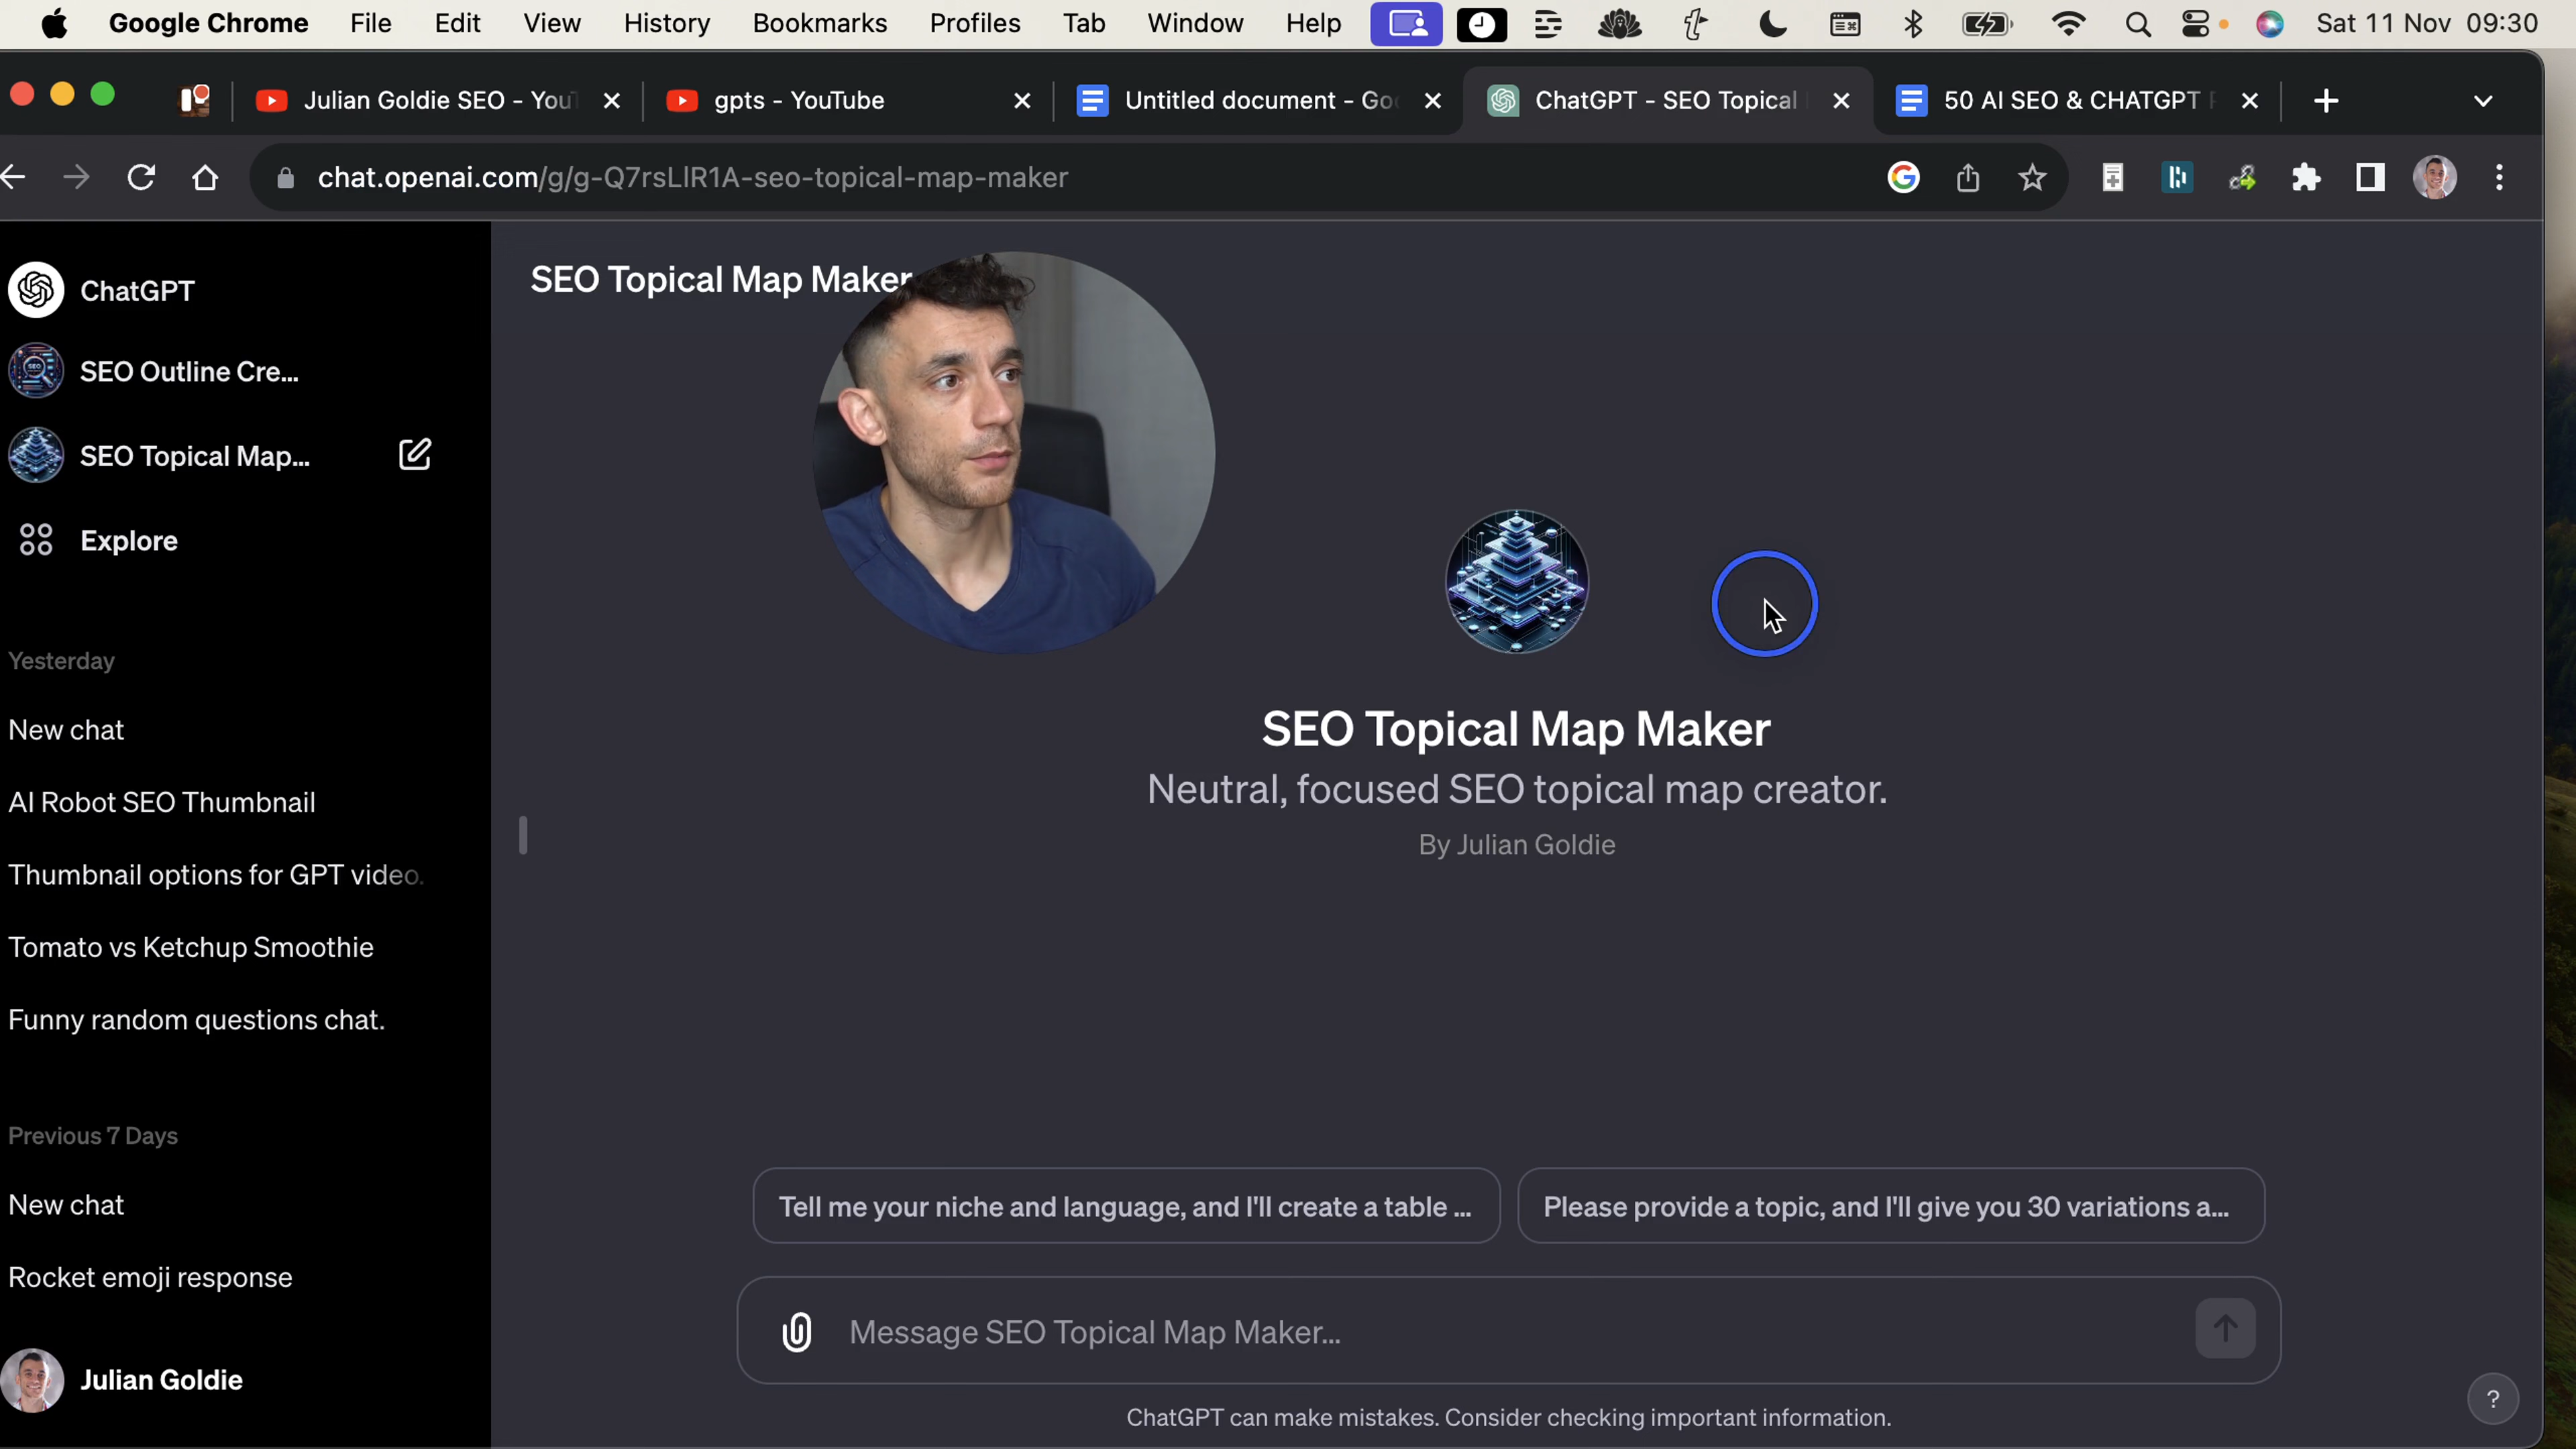 Google Chrome File Edit View History Bookmarks Profiles Tab Window Help Sat 11 Nov 09:30
Julian Goldie SEO - YouT
gpts - YouTube
Untitled document - Goo
ChatGPT - SEO Topical
50 AI SEO & CHATGPT P
chat.openai.com/g/g-Q7rsLlR1A-seo-topical-map-maker
ChatGPT
SEO Outline Cre...
SEO Topical Map...
Explore
Yesterday
New chat
AI Robot SEO Thumbnail
Thumbnail options for GPT video.
Tomato vs Ketchup Smoothie
Funny random questions chat.
Previous 7 Days
New chat
Rocket emoji response
Julian Goldie
SEO Topical Map Maker
SEO Topical Map Maker
Neutral, focused SEO topical map creator.
By Julian Goldie
Tell me your niche and language, and I'll create a table ...
Please provide a topic, and I'll give you 30 variations a...
Message SEO Topical Map Maker...
ChatGPT can make mistakes. Consider checking important information.
?